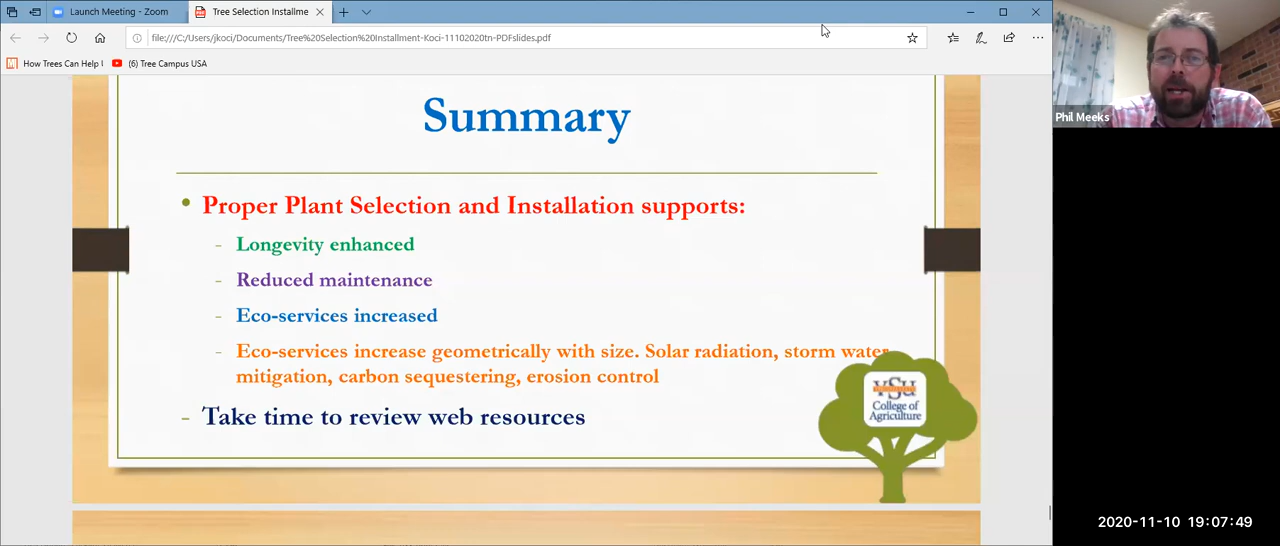 Launch Meeting - Zoom
Tree Selection Installme
file:///C:/Users/jkoci/Documents/Tree%20Selection%20Installment-Koci-11102020tn-PDFslides.pdf
How Trees Can Help
(6) Tree Campus USA
Phil Meeks
Summary
• Proper Plant Selection and Installation supports:
- Longevity enhanced
- Reduced maintenance
- Eco-services increased
- Eco-services increase geometrically with size. Solar radiation, storm water
mitigation, carbon sequestering, erosion control
- Take time to review web resources
VSU
College of
Agriculture
2020-11-10 19:07:49